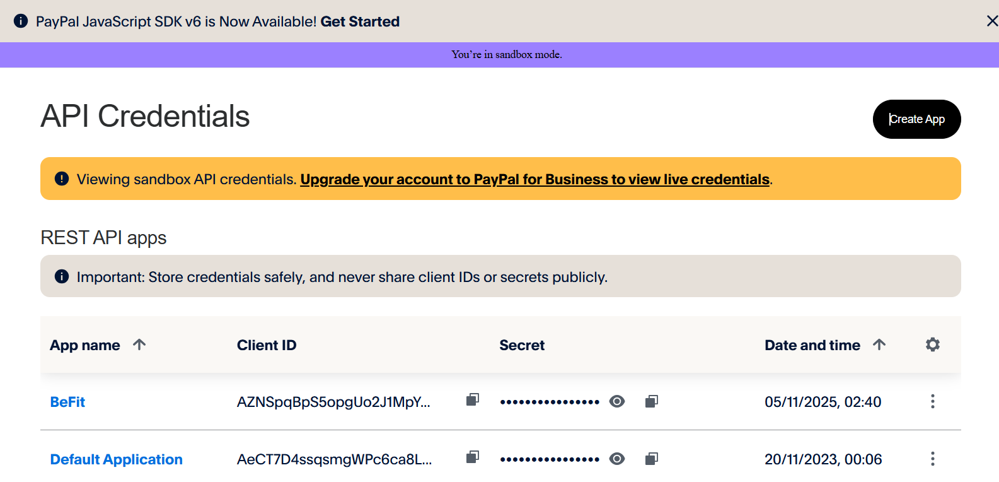 PayPal JavaScript SDK v6 is Now Available! Get Started
You’re in sandbox mode.
API Credentials
Create App
Viewing sandbox API credentials. Upgrade your account to PayPal for Business to view live credentials.
REST API apps
Important: Store credentials safely, and never share client IDs or secrets publicly.
App name Client ID Secret Date and time
BeFit AZNSpqBpS5opgUo2J1MpY... •••••••••••••••• 05/11/2025, 02:40
Default Application AeCT7D4ssqsmgWPc6ca8L... •••••••••••••••• 20/11/2023, 00:06